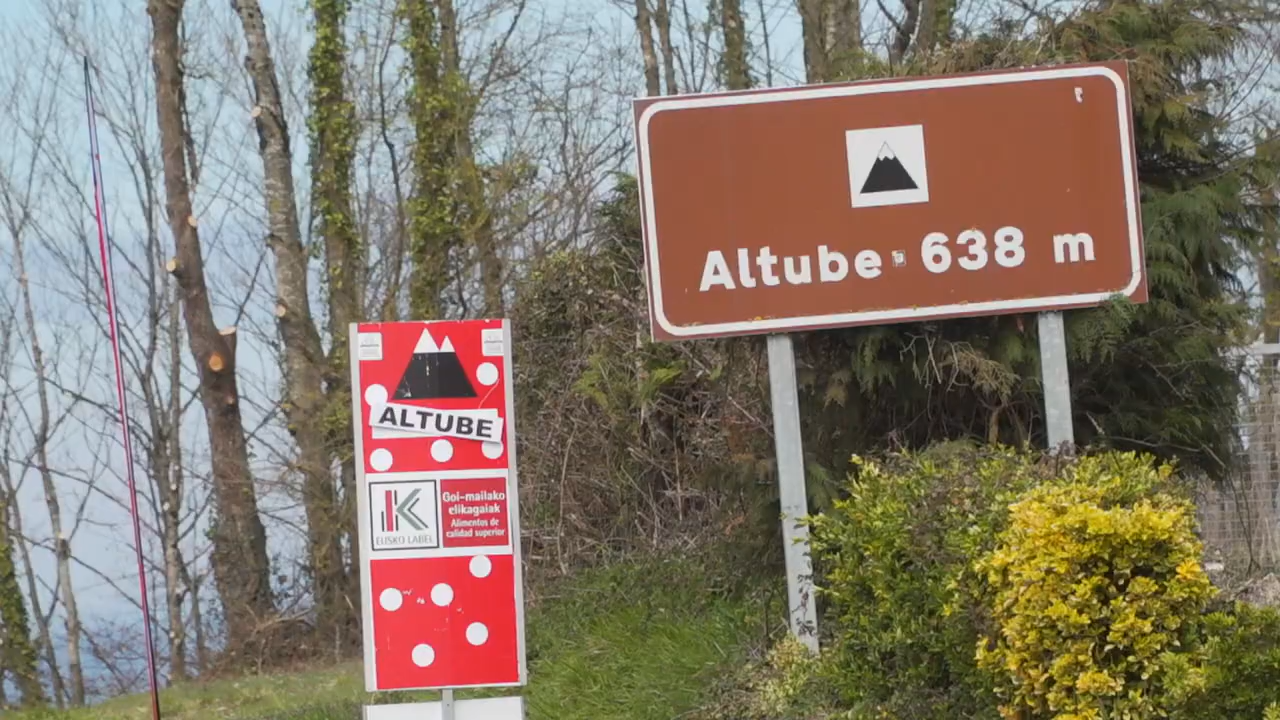 Altube 638 m
ALTUBE
EUSKO LABEL
Goi-mailako
elikagaiak
Alimentos de
calidad superior